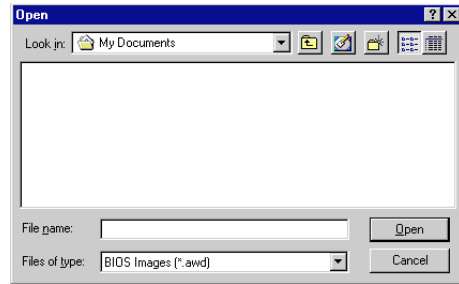 Open
Look in: My Documents
File name: Open
Files of type: BIOS Images (*.awd) Cancel